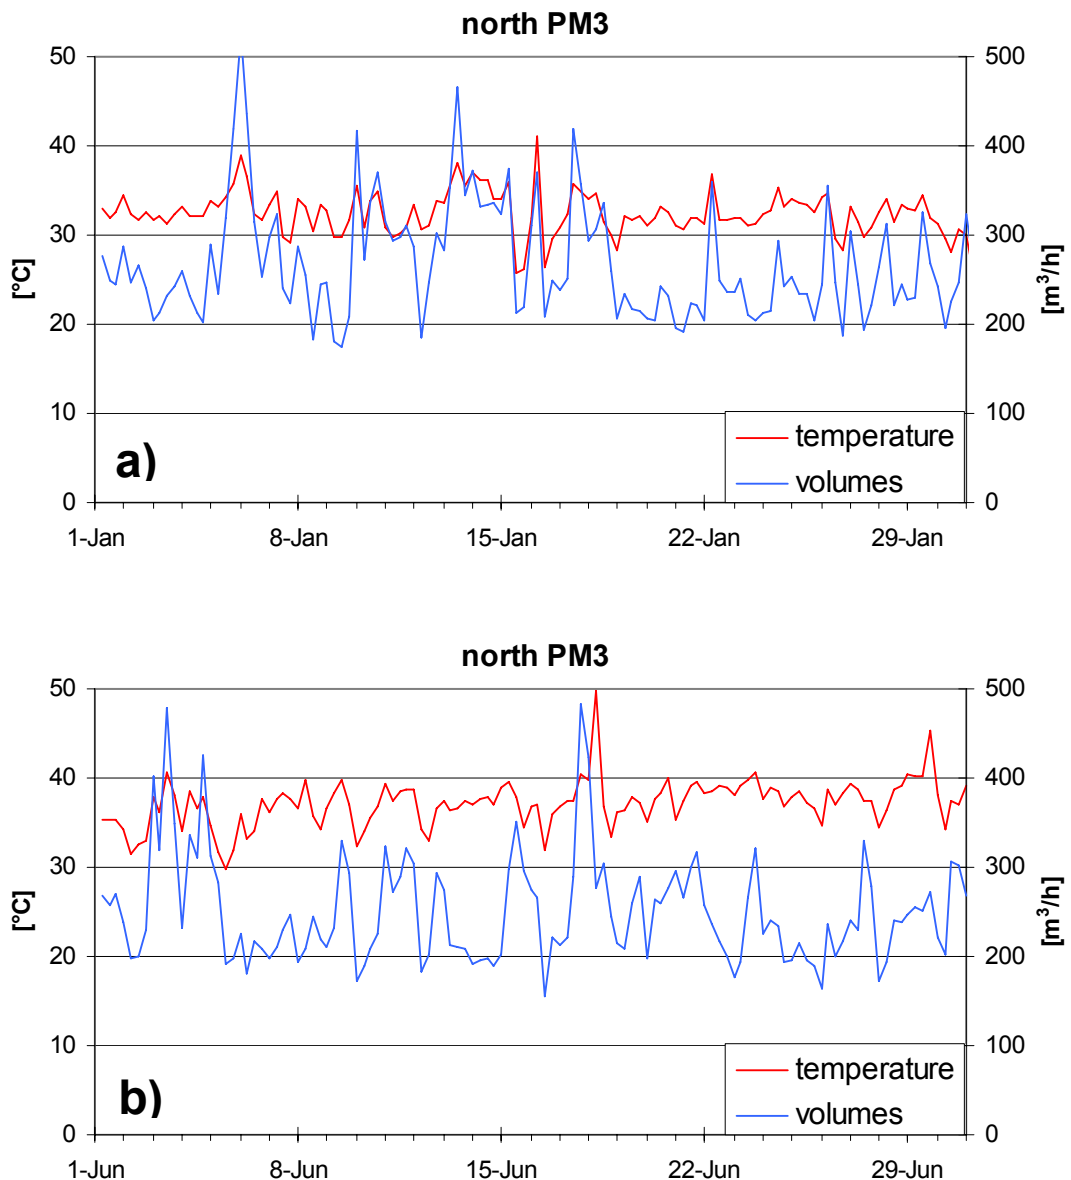 north PM3
50 500
40 400
30 300
[°C] [m³/h]
20 200
10 100
a) temperature
volumes
0 0
1-Jan 8-Jan 15-Jan 22-Jan 29-Jan
north PM3
50 500
40 400
30 300
[°C] [m³/h]
20 200
10 100
b) temperature
volumes
0 0
1-Jun 8-Jun 15-Jun 22-Jun 29-Jun